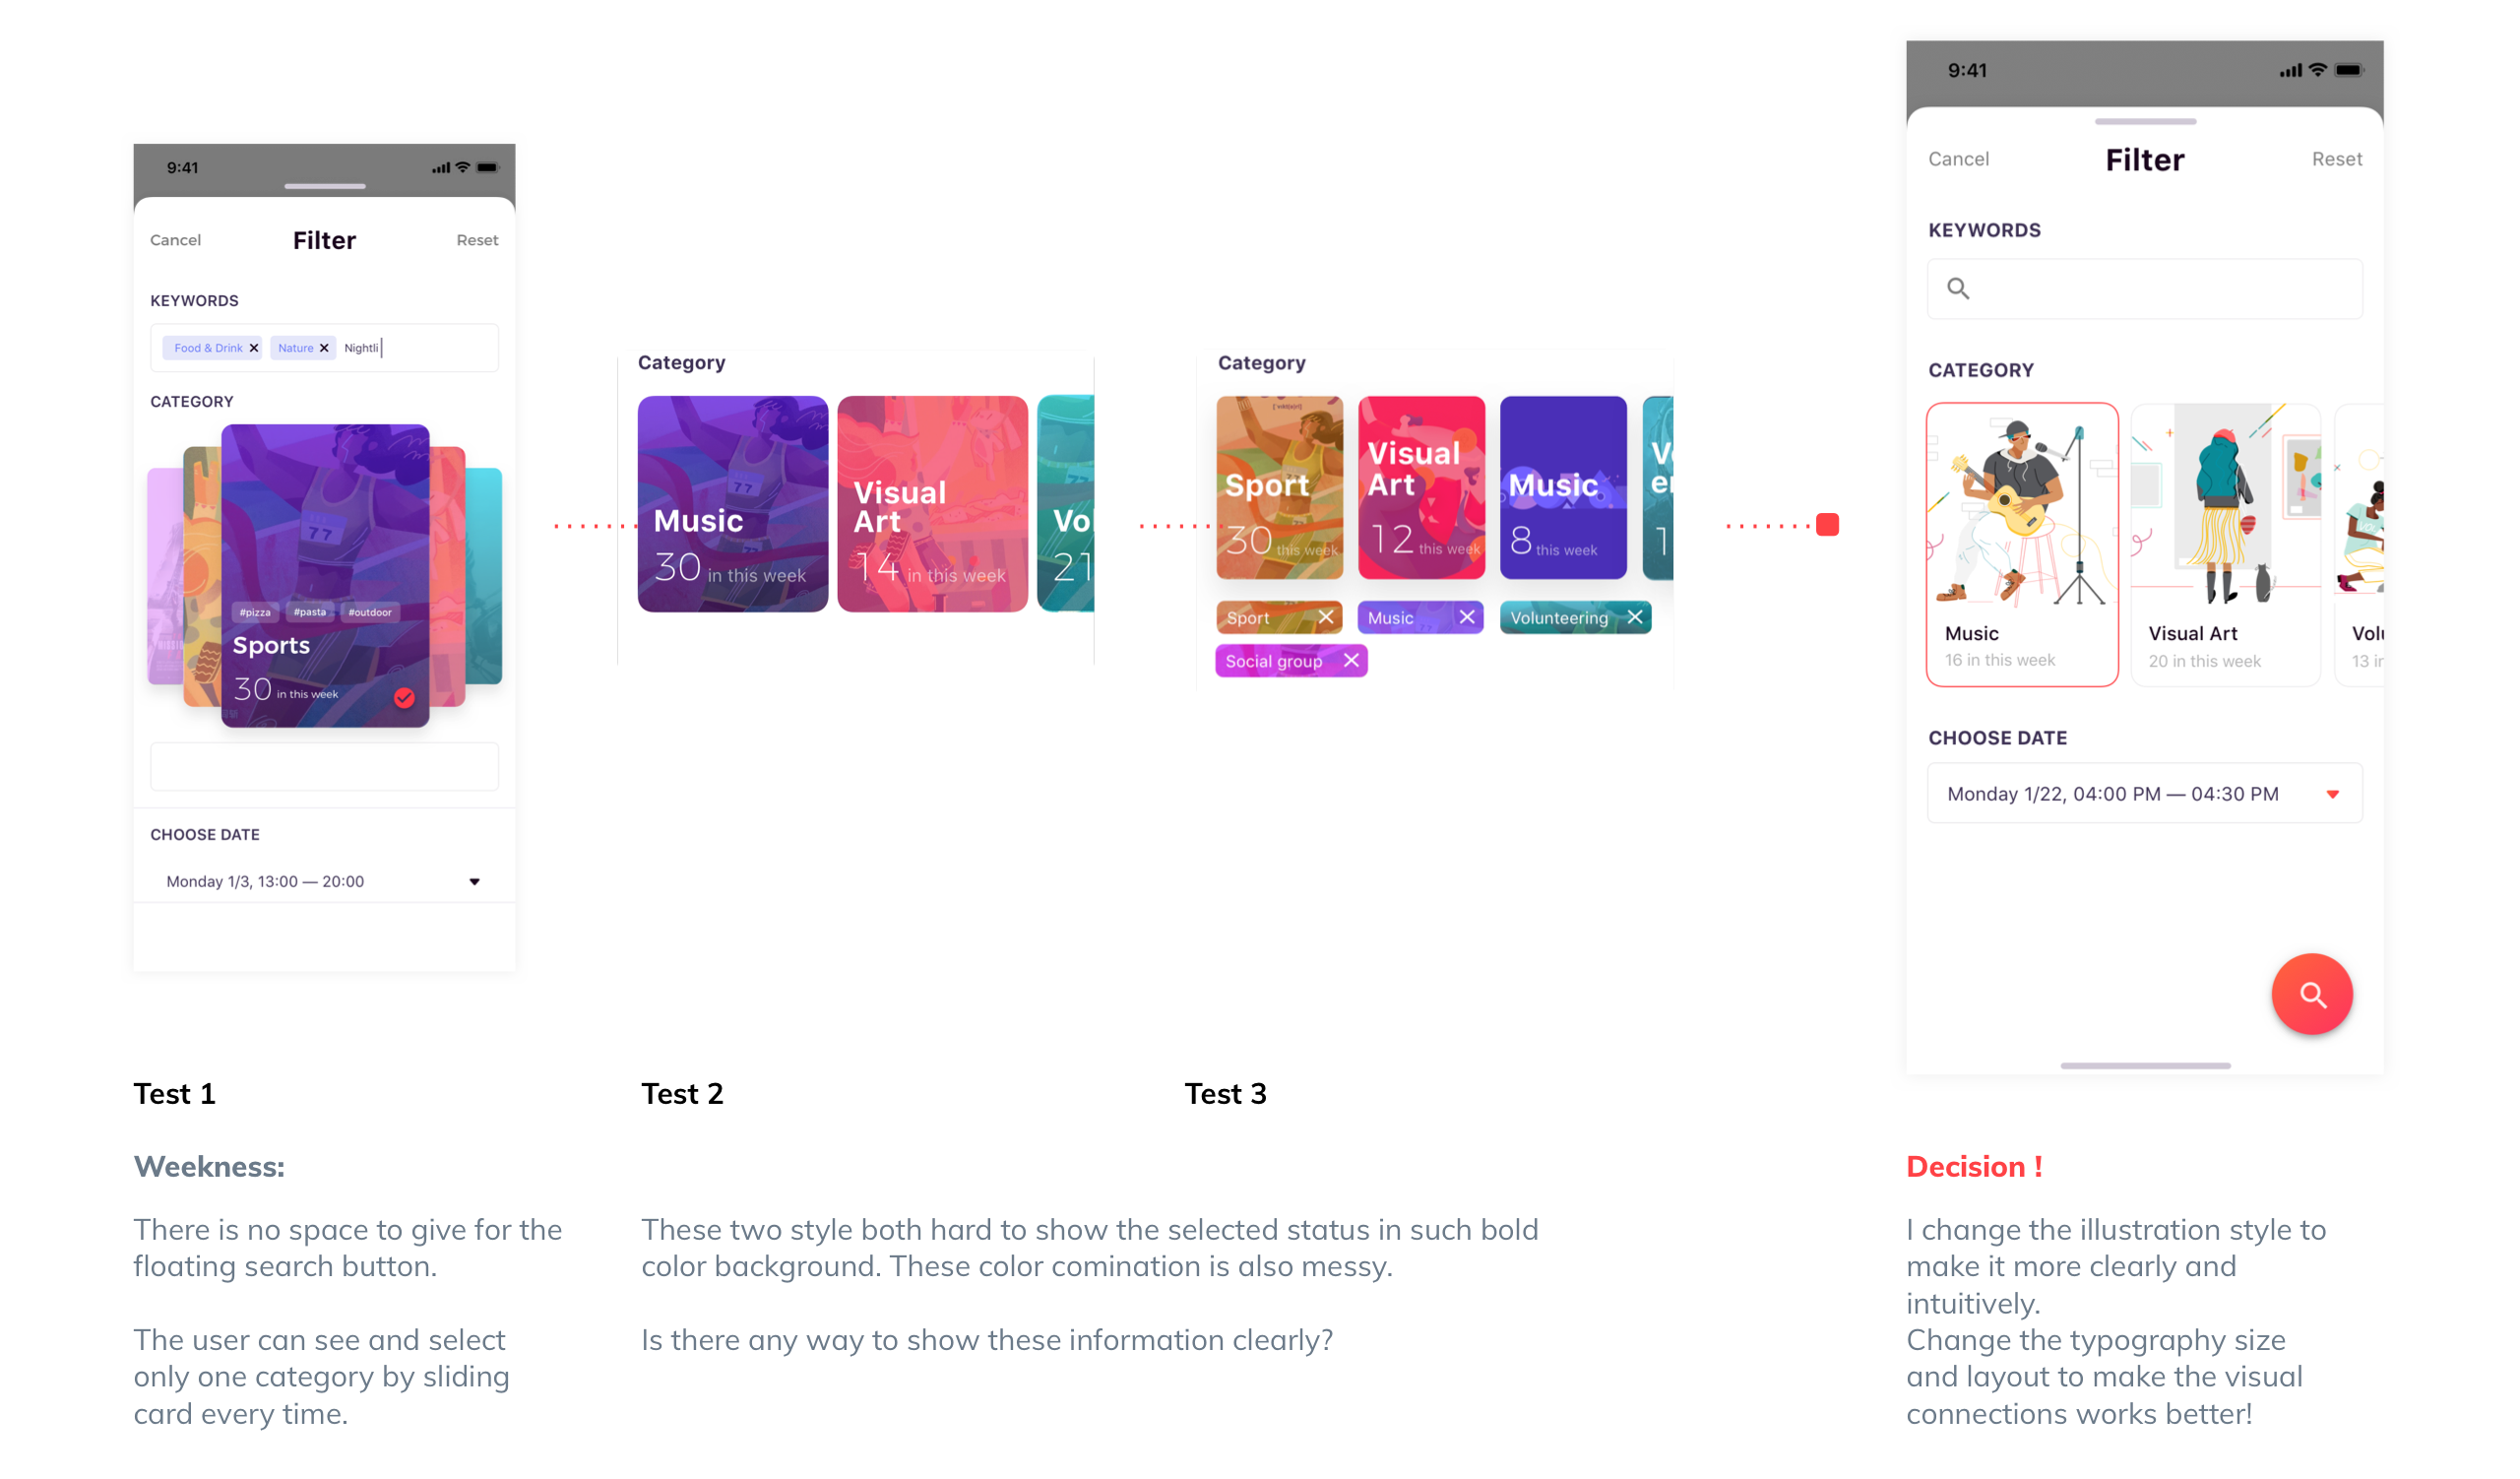 9:41
Cancel Filter Reset
KEYWORDS
Food & Drink Nature Nightli
CATEGORY
77
#pizza #pasta #outdoor
Sports
30 in this week
CHOOSE DATE
Monday 1/3, 13:00 — 20:00
Category
77
Music
30 in this week
Visual
Art
14 in this week
Vol
21
Category
Sport
30 this week
Visual
Art
12 this week
Music
8 this week
Sport Music Volunteering
Social group
9:41
Cancel Filter Reset
KEYWORDS
CATEGORY
Music
16 in this week
Visual Art
20 in this week
13 in
CHOOSE DATE
Monday 1/22, 04:00 PM — 04:30 PM
Test 1
Weekness:
There is no space to give for the
floating search button.
The user can see and select
only one category by sliding
card every time.
Test 2
Test 3
These two style both hard to show the selected status in such bold
color background. These color comination is also messy.
Is there any way to show these information clearly?
Decision !
I change the illustration style to
make it more clearly and
intuitively.
Change the typography size
and layout to make the visual
connections works better!